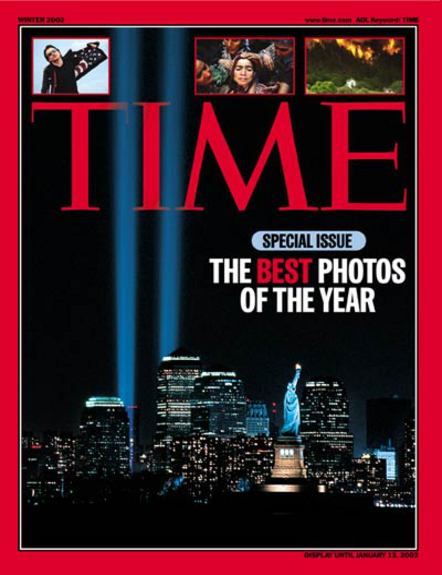 WINTER 2002
www.time.com AOL Keyword: TIME
TIME
SPECIAL ISSUE
THE BEST PHOTOS
OF THE YEAR
DISPLAY UNTIL JANUARY 13, 2003